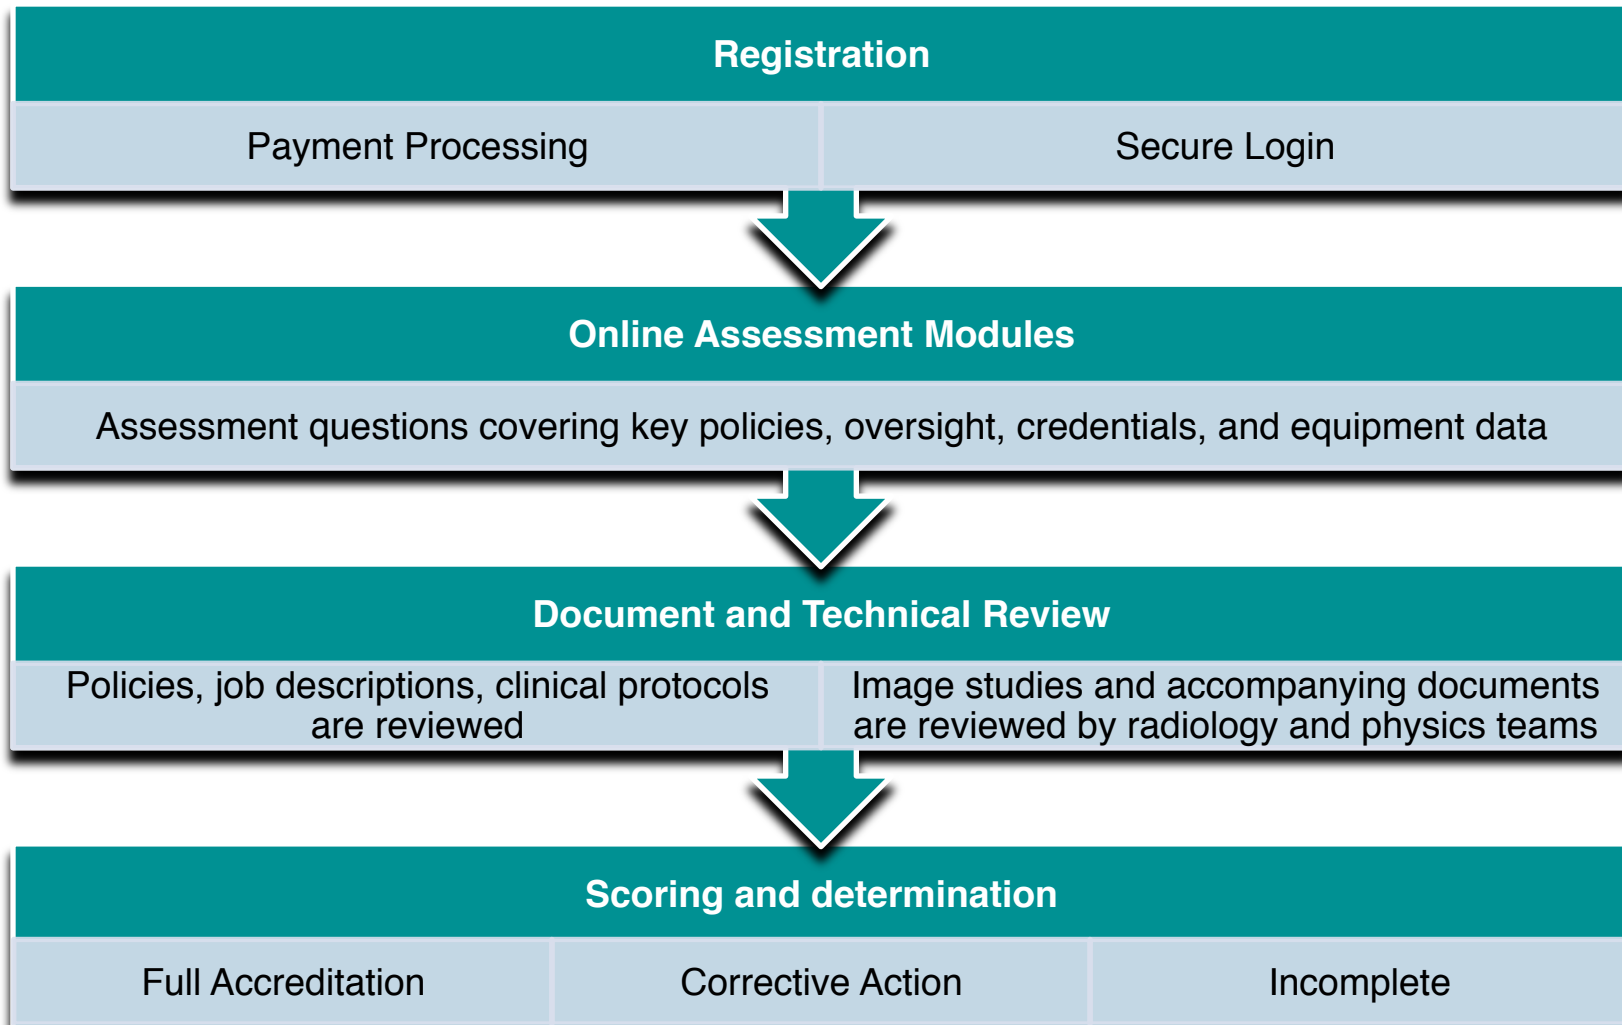 Registration
Payment Processing
Secure Login
Online Assessment Modules
Assessment questions covering key policies, oversight, credentials, and equipment data
Document and Technical Review
Policies, job descriptions, clinical protocols
are reviewed
Image studies and accompanying documents
are reviewed by radiology and physics teams
Scoring and determination
Full Accreditation
Corrective Action
Incomplete